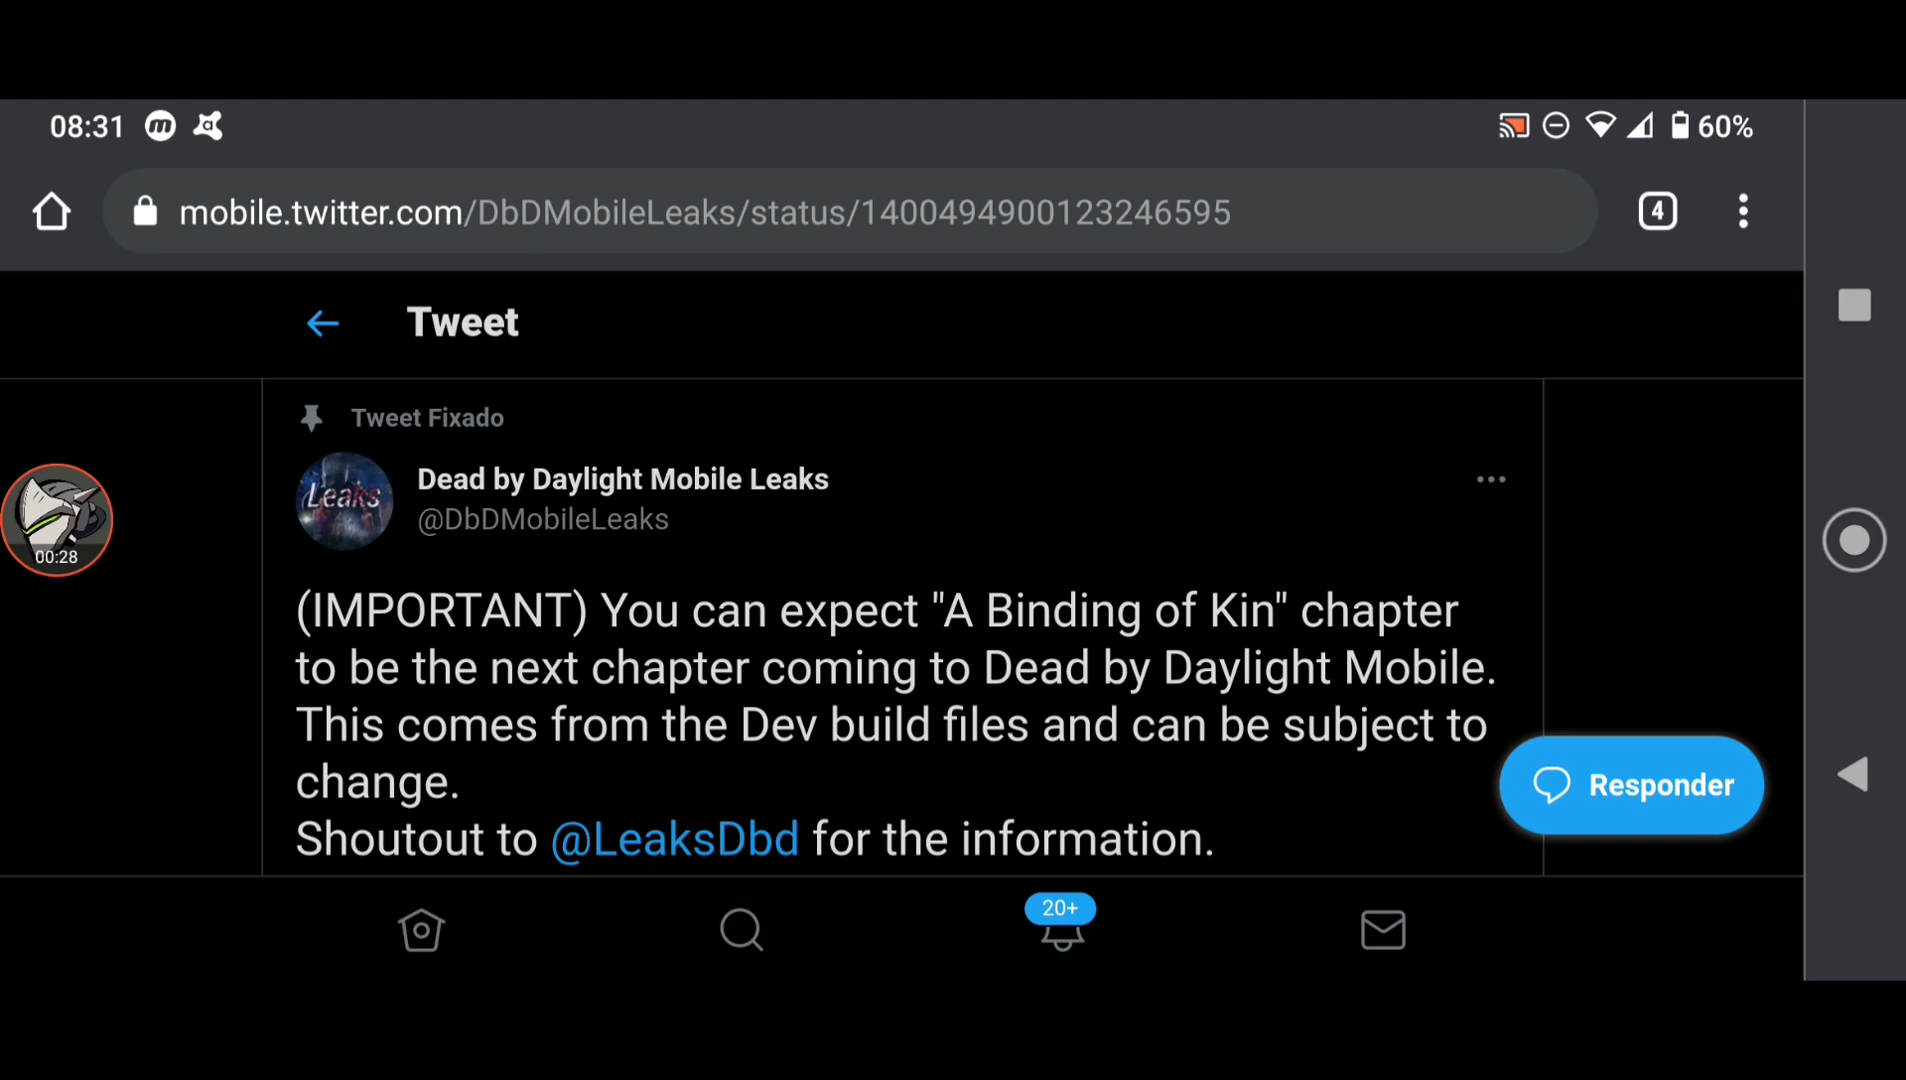 08:31
60%
mobile.twitter.com/DbDMobileLeaks/status/1400494900123246595
4
Tweet
Tweet Fixado
Leaks
Dead by Daylight Mobile Leaks
@DbDMobileLeaks
00:28
(IMPORTANT) You can expect "A Binding of Kin" chapter
to be the next chapter coming to Dead by Daylight Mobile.
This comes from the Dev build files and can be subject to
change.
Responder
Shoutout to @LeaksDbd for the information.
20+